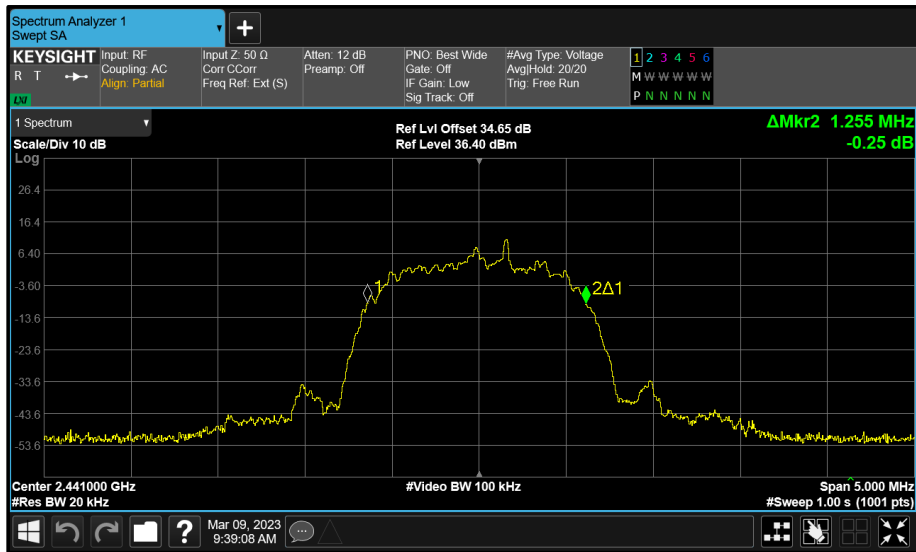 Spectrum Analyzer 1
Swept SA
KEYSIGHT
R T
LXI
Input: RF
Coupling: AC
Align: Partial
Input Z: 50 Ω
Corr CCorr
Freq Ref: Ext (S)
Atten: 12 dB
Preamp: Off
PNO: Best Wide
Gate: Off
IF Gain: Low
Sig Track: Off
#Avg Type: Voltage
Avg|Hold: 20/20
Trig: Free Run
1 2 3 4 5 6
M W W W W W
P N N N N N
1 Spectrum
Scale/Div 10 dB
Ref Lvl Offset 34.65 dB
Ref Level 36.40 dBm
ΔMkr2 1.255 MHz
-0.25 dB
Log
26.4
16.4
6.40
-3.60
-13.6
-23.6
-33.6
-43.6
-53.6
1
2Δ1
Center 2.441000 GHz
#Res BW 20 kHz
#Video BW 100 kHz
Span 5.000 MHz
#Sweep 1.00 s (1001 pts)
?
Mar 09, 2023
9:39:08 AM